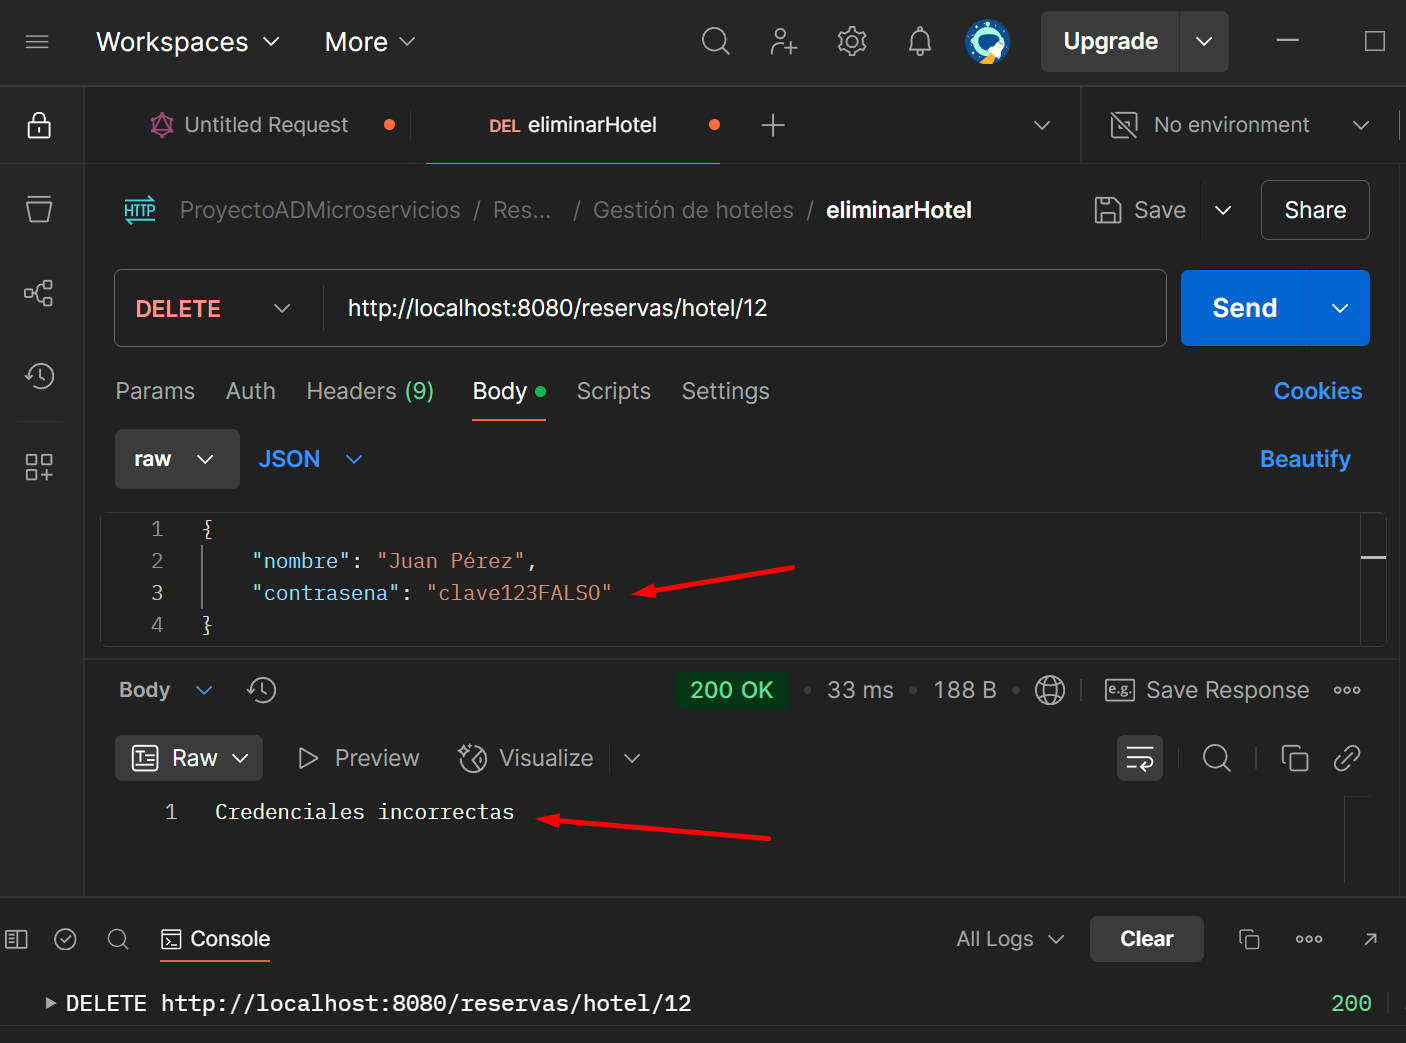 Workspaces More Upgrade
Untitled Request DEL eliminarHotel No environment
HTTP ProyectoADMicroservicios / Res... / Gestión de hoteles / eliminarHotel Save Share
DELETE http://localhost:8080/reservas/hotel/12 Send
Params Auth Headers (9) Body Scripts Settings Cookies
raw JSON Beautify
1 {
2 "nombre": "Juan Pérez",
3 "contrasena": "clave123FALSO"
4 }
Body 200 OK 33 ms 188 B e.g. Save Response
Raw Preview Visualize
1 Credenciales incorrectas
Console All Logs Clear
DELETE http://localhost:8080/reservas/hotel/12 200